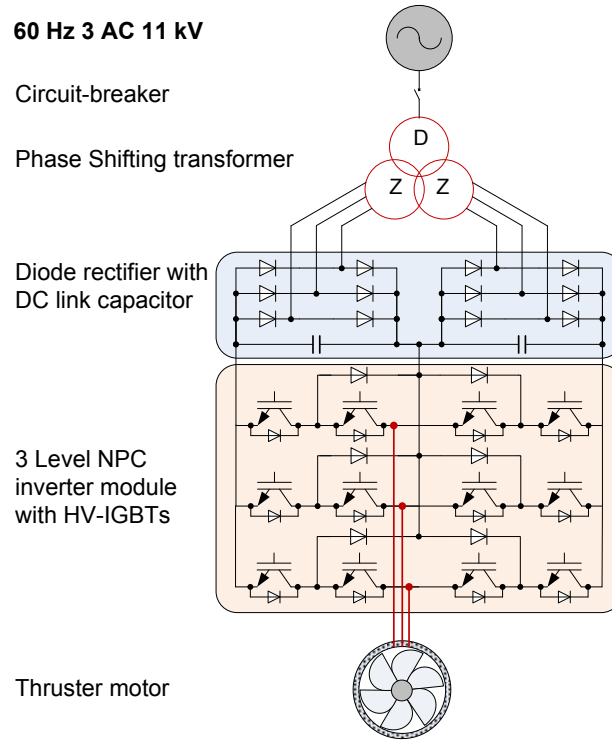 60 Hz 3 AC 11 kV
Circuit-breaker
Phase Shifting transformer
D
Z Z
Diode rectifier with
DC link capacitor
3 Level NPC
inverter module
with HV-IGBTs
Thruster motor